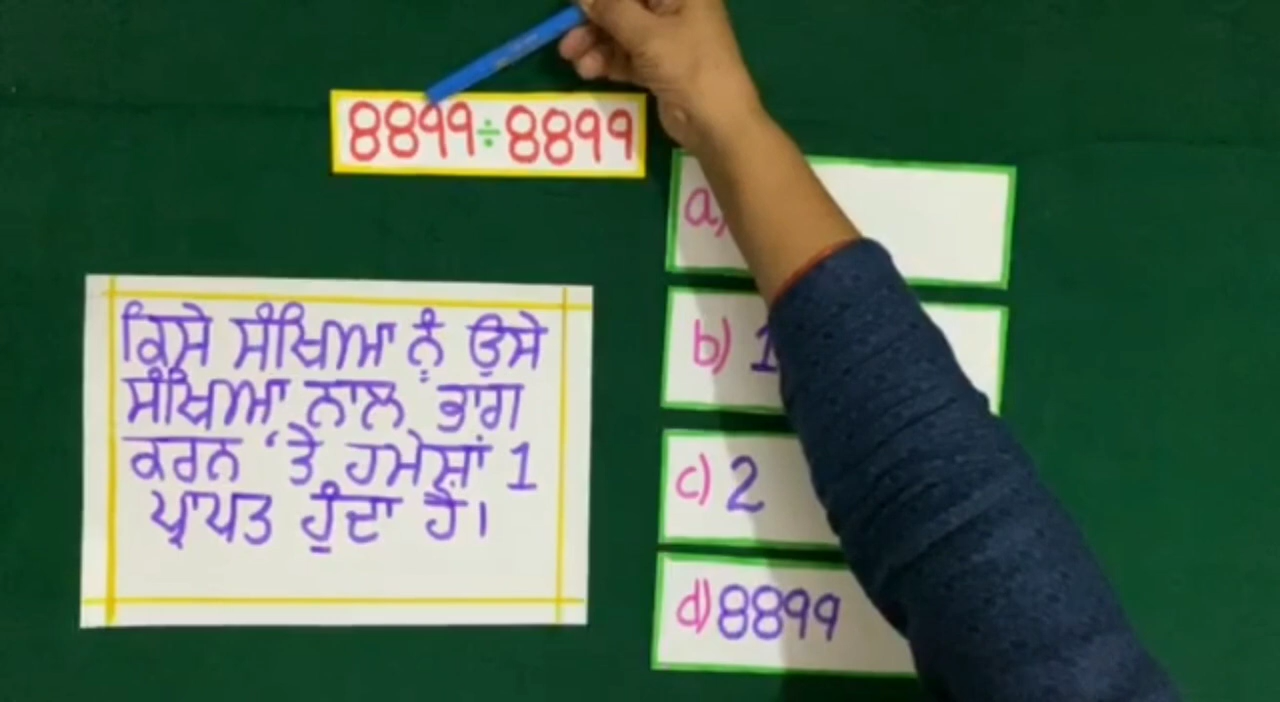 8899÷8899
a)
b) 1
c) 2
d) 8899
ਕਿਸੇ ਸੰਖਿਆ ਨੂੰ ਉਸੇ
ਸੰਖਿਆ ਨਾਲ ਭਾਗ
ਕਰਨ 'ਤੇ ਹਮੇਸ਼ਾਂ 1
ਪ੍ਰਾਪਤ ਹੁੰਦਾ ਹੈ।